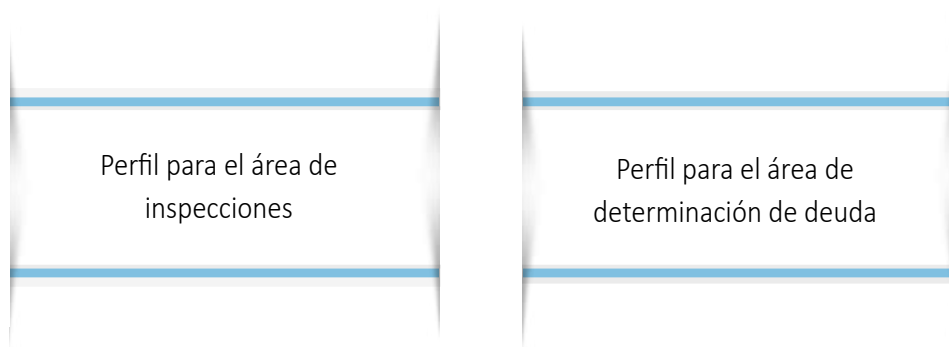 Perfil para el área de
inspecciones
Perfil para el área de
determinación de deuda